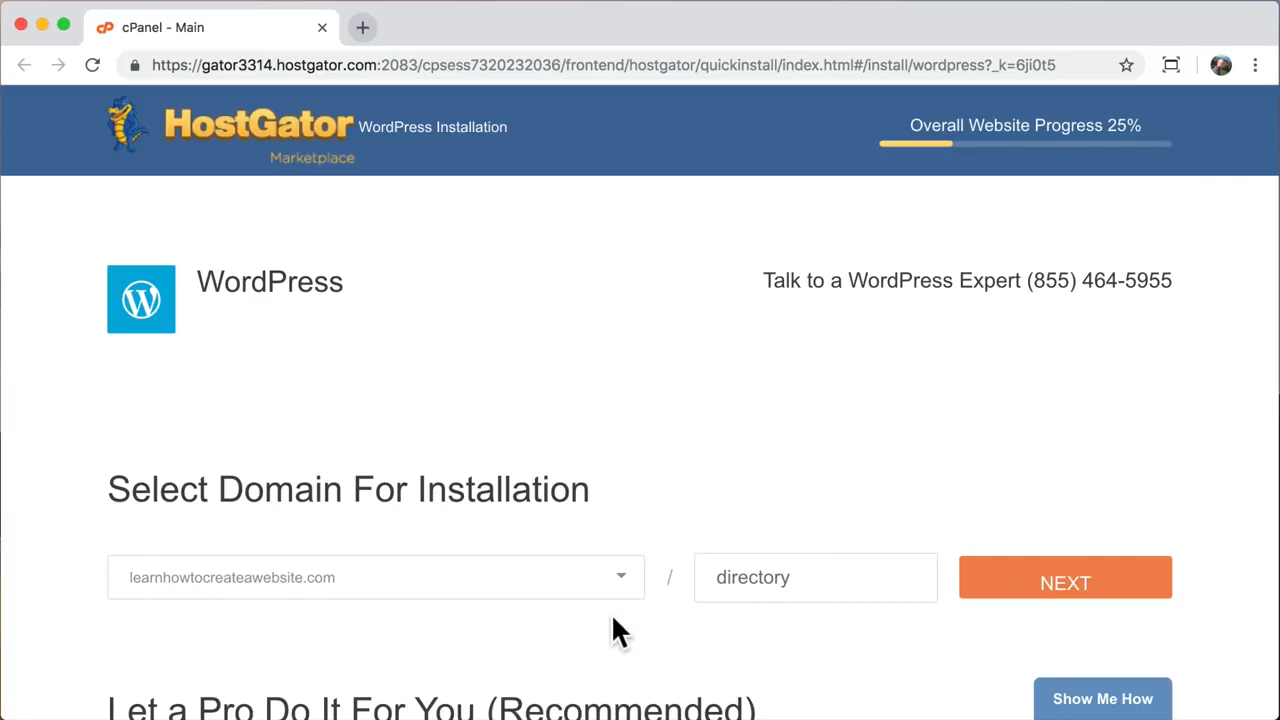 cPanel - Main
https://gator3314.hostgator.com:2083/cpsess7320232036/frontend/hostgator/quickinstall/index.html#/install/wordpress?_k=6ji0t5
HostGator
Marketplace
WordPress Installation
Overall Website Progress 25%
WordPress
Talk to a WordPress Expert (855) 464-5955
Select Domain For Installation
learnhowtocreateawebsite.com
/
directory
NEXT
Let a Pro Do It For You (Recommended)
Show Me How